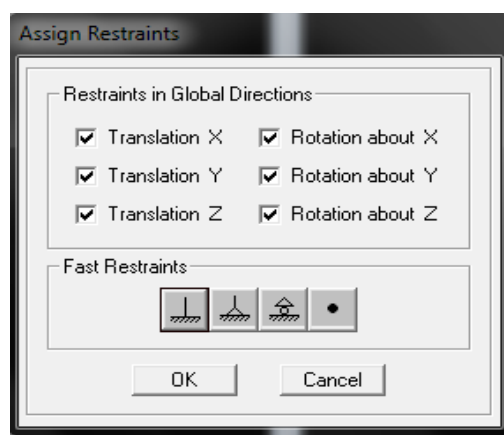 Assign Restraints
Restraints in Global Directions
Translation X Rotation about X
Translation Y Rotation about Y
Translation Z Rotation about Z
Fast Restraints
OK Cancel